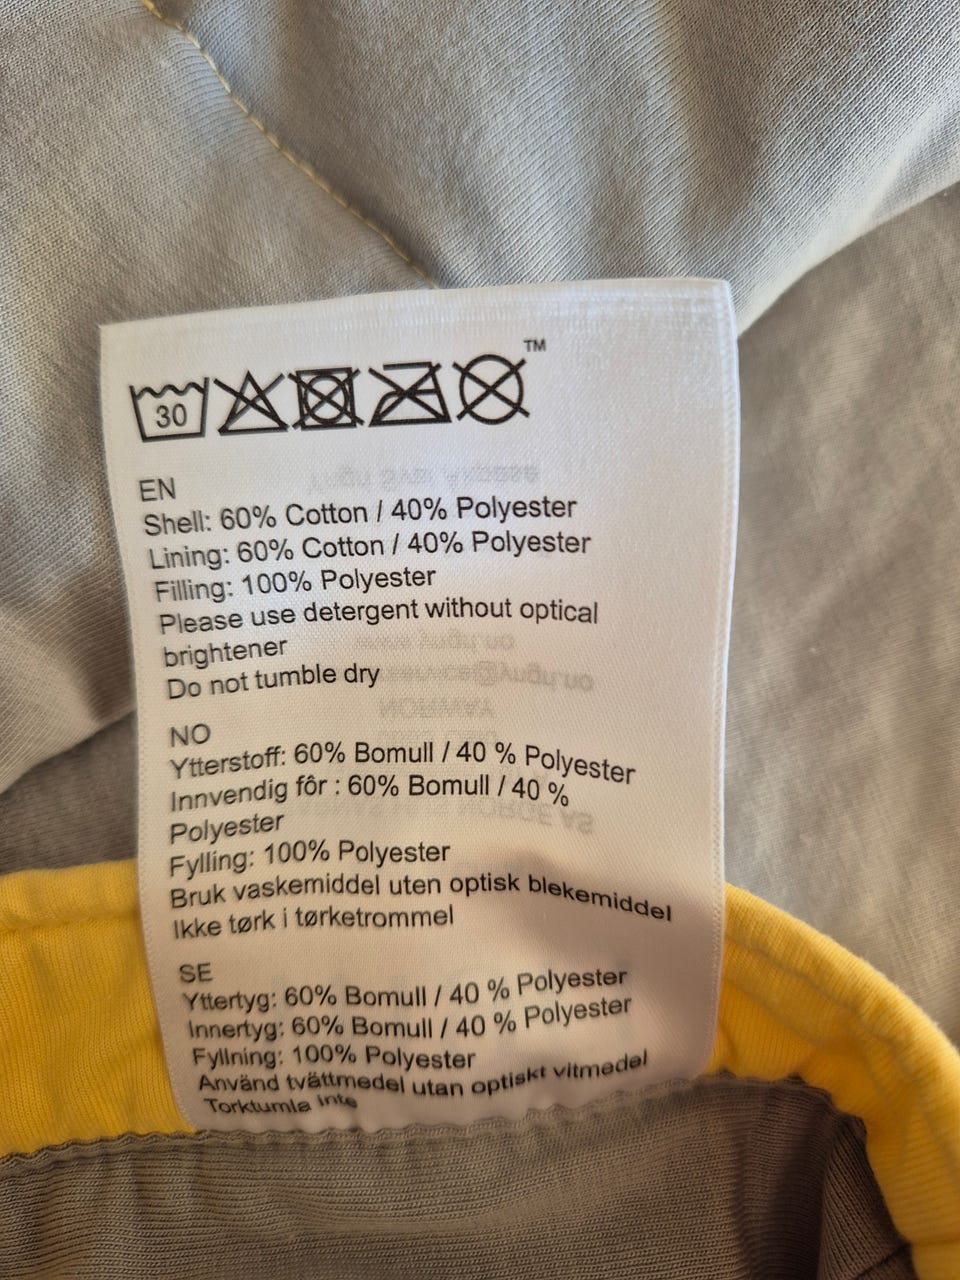 30
TM
EN
Shell: 60% Cotton / 40% Polyester
Lining: 60% Cotton / 40% Polyester
Filling: 100% Polyester
Please use detergent without optical
brightener
Do not tumble dry
NO
Ytterstoff: 60% Bomull / 40 % Polyester
Innvendig fôr : 60% Bomull / 40 %
Polyester
Fylling: 100% Polyester
Bruk vaskemiddel uten optisk blekemiddel
Ikke tørk i tørketrommel
SE
Yttertyg: 60% Bomull / 40 % Polyester
Innertyg: 60% Bomull / 40 % Polyester
Fyllning: 100% Polyester
Använd tvättmedel utan optiskt vitmedel
Torktumla inte